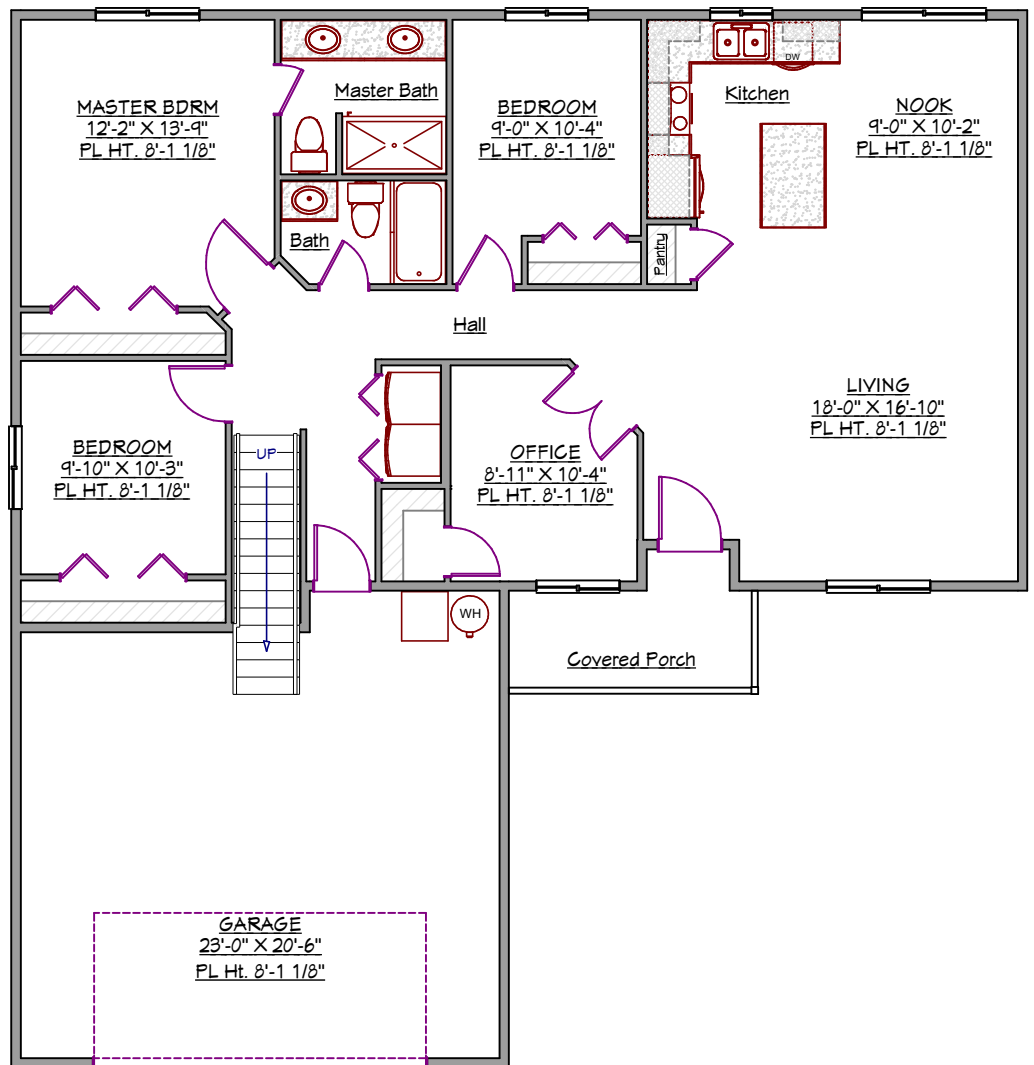 MASTER BDRM
12'-2" X 13'-9"
PL HT. 8'-1 1/8"
Master Bath
BEDROOM
9'-0" X 10'-4"
PL HT. 8'-1 1/8"
DW
Kitchen
NOOK
9'-0" X 10'-2"
PL HT. 8'-1 1/8"
Bath
Pantry
Hall
LIVING
18'-0" X 16'-10"
PL HT. 8'-1 1/8"
BEDROOM
9'-10" X 10'-3"
PL HT. 8'-1 1/8"
UP
OFFICE
8'-11" X 10'-4"
PL HT. 8'-1 1/8"
WH
Covered Porch
GARAGE
23'-0" X 20'-6"
PL Ht. 8'-1 1/8"